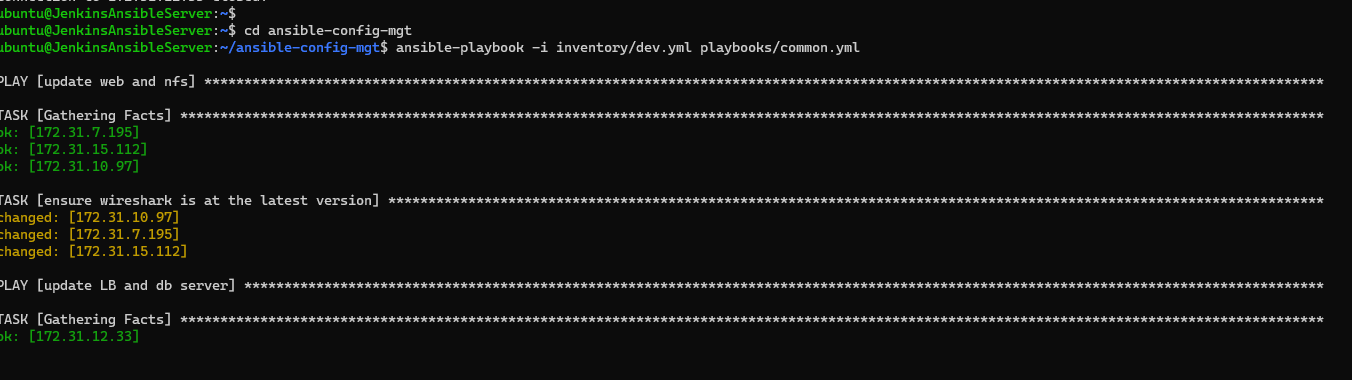 ubuntu@JenkinsAnsibleServer:~$
ubuntu@JenkinsAnsibleServer:~$ cd ansible-config-mgt
ubuntu@JenkinsAnsibleServer:~/ansible-config-mgt$ ansible-playbook -i inventory/dev.yml playbooks/common.yml
PLAY [update web and nfs] ********************************************************************************************************************************************
TASK [Gathering Facts] ***********************************************************************************************************************************************
ok: [172.31.7.195]
ok: [172.31.15.112]
ok: [172.31.10.97]
TASK [ensure wireshark is at the latest version] *********************************************************************************************************************
changed: [172.31.10.97]
changed: [172.31.7.195]
changed: [172.31.15.112]
PLAY [update LB and db server] ***************************************************************************************************************************************
TASK [Gathering Facts] ***********************************************************************************************************************************************
ok: [172.31.12.33]